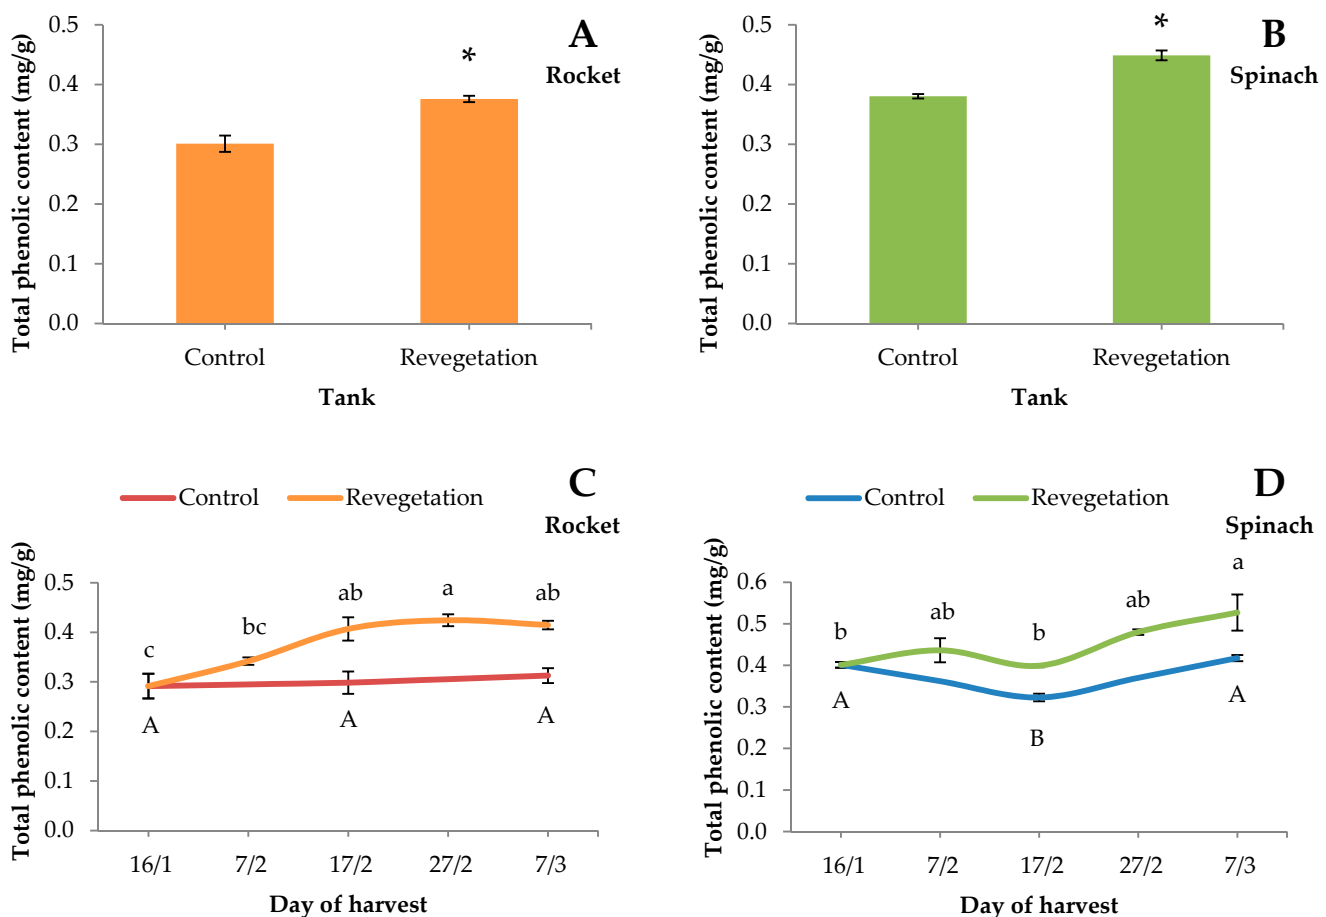 A
Rocket
Total phenolic content (mg/g)
0.5
0.4
0.3
0.2
0.1
0.0
*
Control Revegetation
Tank
B
Spinach
Total phenolic content (mg/g)
0.5
0.4
0.3
0.2
0.1
0.0
*
Control Revegetation
Tank
Control Revegetation
C
Rocket
Total phenolic content (mg/g)
0.5
0.4
0.3
0.2
0.1
0.0
c bc ab a ab
A A A
16/1 7/2 17/2 27/2 7/3
Day of harvest
Control Revegetation
D
Spinach
Total phenolic content (mg/g)
0.6
0.5
0.4
0.3
0.2
0.1
0.0
b ab b ab a
A B A
16/1 7/2 17/2 27/2 7/3
Day of harvest